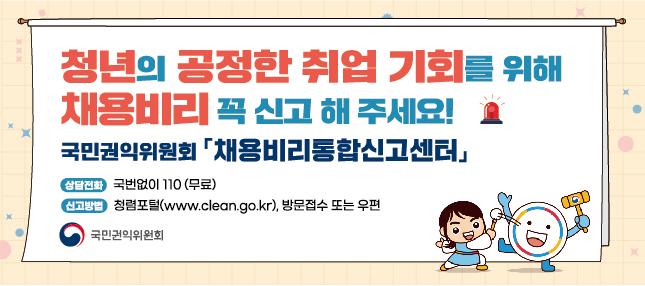 청년의 공정한 취업 기회를 위해
채용비리 꼭 신고 해 주세요!
국민권익위원회 「채용비리통합신고센터」
상담전화 국번없이 110 (무료)
신고방법 청렴포털(www.clean.go.kr), 방문접수 또는 우편
국민권익위원회